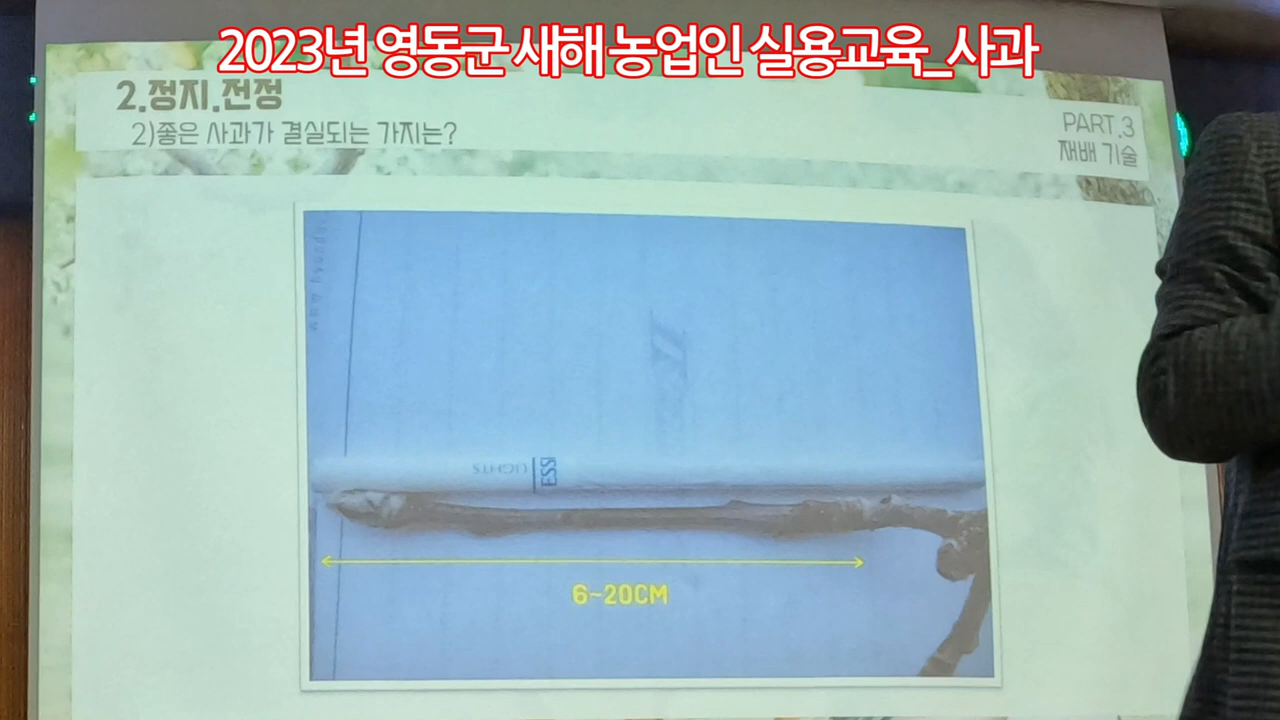 2023년 영동군 새해 농업인 실용교육_사과
2.정지.전정
2)좋은 사과가 결실되는 가지는?
PART.3
재배 기술
LIGHTS
ESS
6~20CM